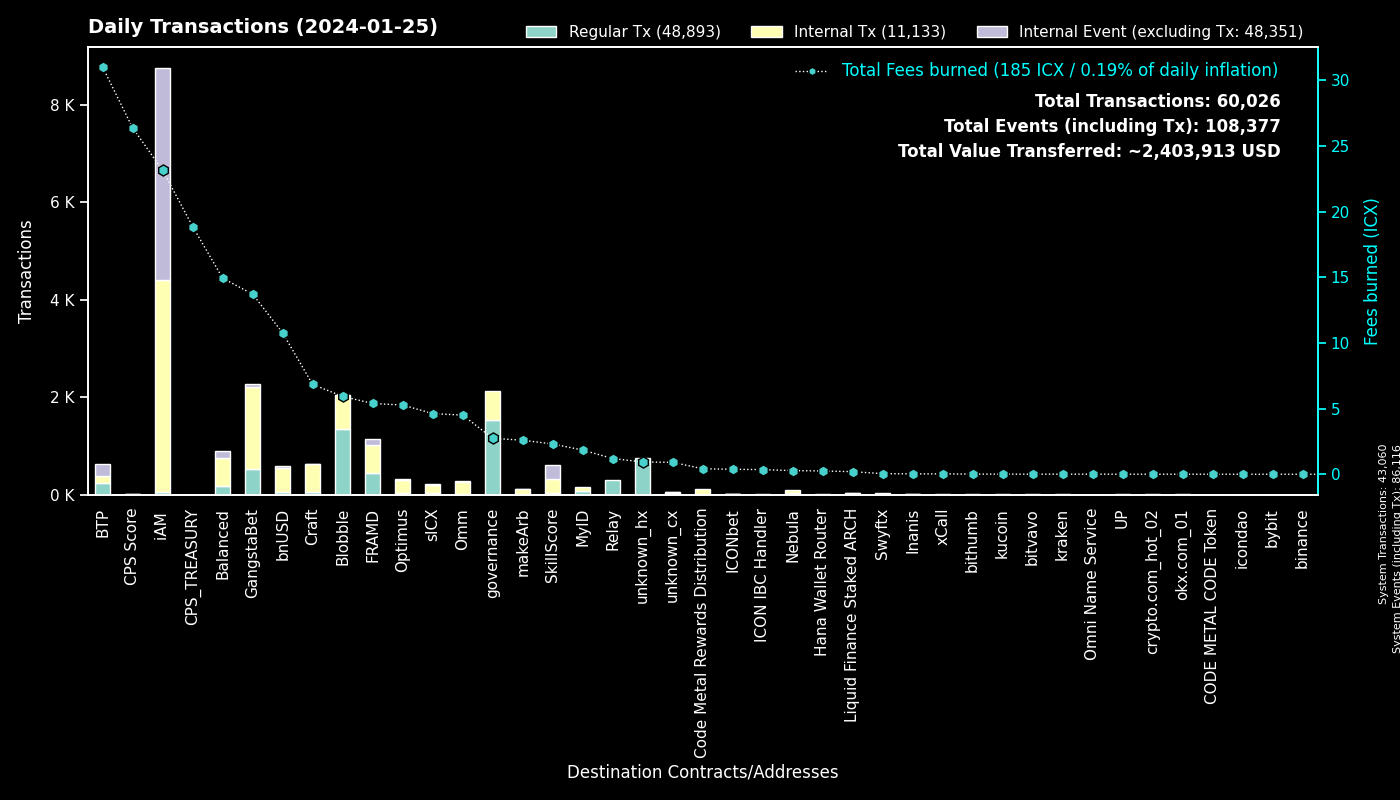 Daily Transactions (2024-01-25)
Regular Tx (48,893)
Internal Tx (11,133)
Internal Event (excluding Tx: 48,351)
Total Fees burned (185 ICX / 0.19% of daily inflation)
Total Transactions: 60,026
Total Events (including Tx): 108,377
Total Value Transferred: ~2,403,913 USD
Transactions
8 K
6 K
4 K
2 K
0 K
30
25
20
15
10
5
0
Fees burned (ICX)
BTP
CPS Score
iAM
CPS_TREASURY
Balanced
GangstaBet
bnUSD
Craft
Blobble
FRAMD
Optimus
sICX
Omm
governance
makeArb
SkillScore
MyID
Relay
unknown_hx
unknown_cx
Code Metal Rewards Distribution
ICONbet
ICON IBC Handler
Nebula
Hana Wallet Router
Liquid Finance Staked ARCH
Swyftx
Inanis
xCall
bithumb
kucoin
bitvavo
kraken
Omni Name Service
UP
crypto.com_hot_02
okx.com_01
CODE METAL CODE Token
icondao
bybit
binance
Destination Contracts/Addresses
System Transactions: 43,060
System Events (including Tx): 86,116